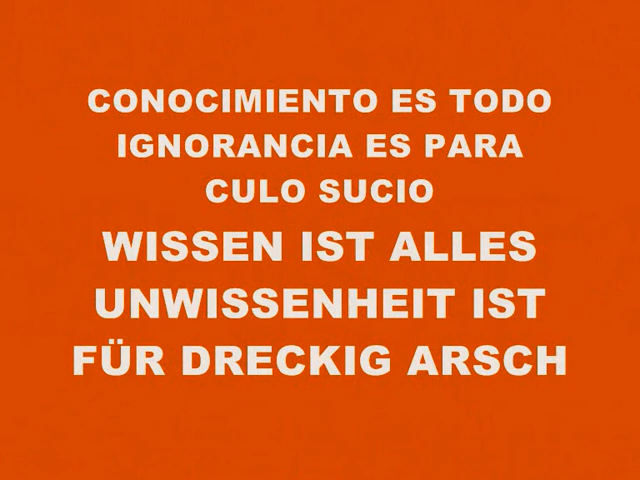 CONOCIMIENTO ES TODO
IGNORANCIA ES PARA
CULO SUCIO
WISSEN IST ALLES
UNWISSENHEIT IST
FÜR DRECKIG ARSCH